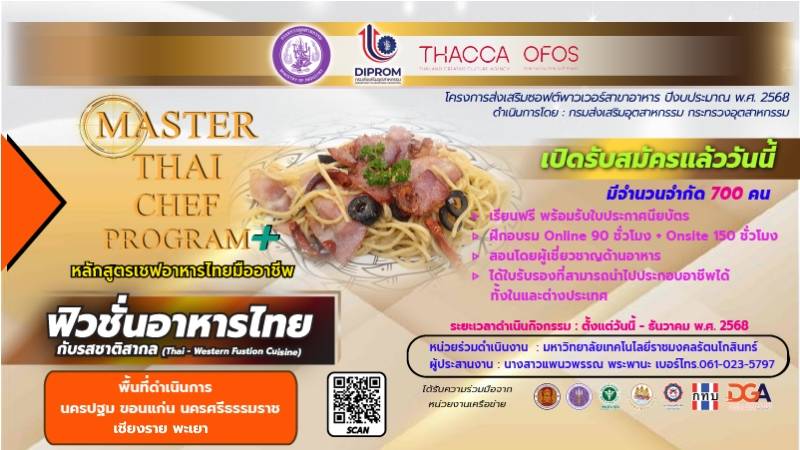 DIPROM
กรมส่งเสริมอุตสาหกรรม
THACCA OFOS
THAILAND CREATIVE CULTURE AGENCY
โครงการส่งเสริมซอฟต์พาวเวอร์สาขาอาหาร ปีงบประมาณ พ.ศ. 2568
ดำเนินการโดย : กรมส่งเสริมอุตสาหกรรม กระทรวงอุตสาหกรรม
MASTER
THAI
CHEF
PROGRAM+
หลักสูตรเชฟอาหารไทยมืออาชีพ
ฟิวชั่นอาหารไทย
กับรสชาติสากล (Thai - Western Fustion Cuisine)
พื้นที่ดำเนินการ
นครปฐม ขอนแก่น นครศรีธรรมราช
เชียงราย พะเยา
SCAN
เปิดรับสมัครแล้ววันนี้
มีจำนวนจำกัด 700 คน
เรียนฟรี พร้อมรับใบประกาศนียบัตร
ฝึกอบรม Online 90 ชั่วโมง + Onsite 150 ชั่วโมง
สอนโดยผู้เชี่ยวชาญด้านอาหาร
ได้ใบรับรองที่สามารถนำไปประกอบอาชีพได้
ทั้งในและต่างประเทศ
ระยะเวลาดำเนินกิจกรรม : ตั้งแต่วันนี้ - ธันวาคม พ.ศ. 2568
หน่วยร่วมดำเนินงาน : มหาวิทยาลัยเทคโนโลยีราชมงคลรัตนโกสินทร์
ผู้ประสานงาน : นางสาวแพนวพรรณ พระพานะ เบอร์โทร.061-023-5797
ได้รับความร่วมมือจาก
หน่วยงานเครือข่าย
กทบ
DGA